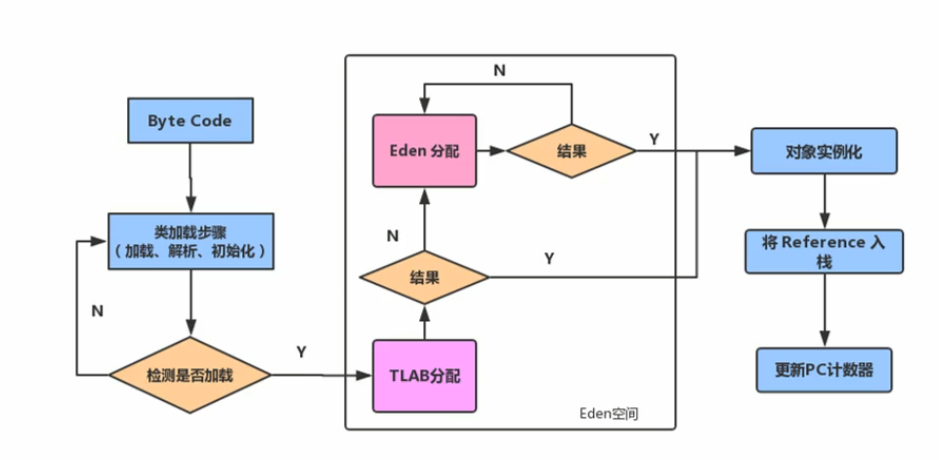 Byte Code
类加载步骤
（加载、解析、初始化）
N
检测是否加载
Y
N
Eden 分配
结果
Y
N
结果
Y
TLAB分配
Eden空间
对象实例化
将 Reference 入
栈
更新PC计数器